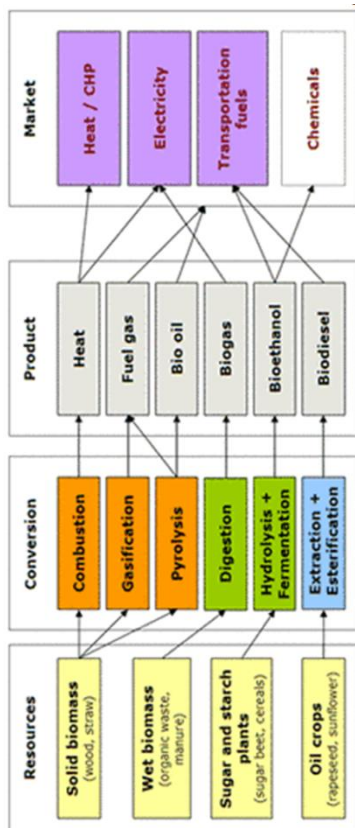 Resources
Solid biomass
(wood, straw)
Wet biomass
(organic waste,
manure)
Sugar and starch
plants
(sugar beet, cereals)
Oil crops
(rapeseed, sunflower)
Conversion
Combustion
Gasification
Pyrolysis
Digestion
Hydrolysis +
Fermentation
Extraction +
Esterification
Product
Heat
Fuel gas
Bio oil
Biogas
Bioethanol
Biodiesel
Market
Heat / CHP
Electricity
Transportation
fuels
Chemicals